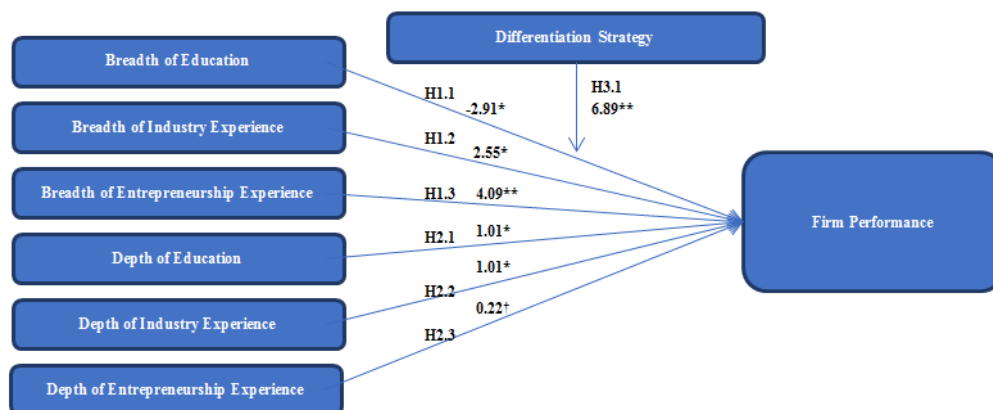 Differentiation Strategy
Breadth of Education
H3.1
6.89**
H1.1
-2.91*
Breadth of Industry Experience
H1.2
2.55*
Breadth of Entrepreneurship Experience
H1.3
4.09**
Firm Performance
1.01*
H2.1
Depth of Education
1.01*
H2.2
Depth of Industry Experience
0.22†
H2.3
Depth of Entrepreneurship Experience